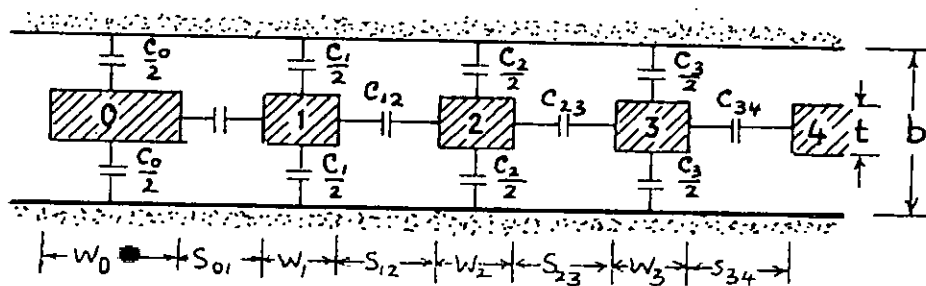 C₀/2 C₁/2 C₂/2 C₃/2
0 1 C₁₂ 2 C₂₃ 3 C₃₄ 4 t b
C₀/2 C₁/2 C₂/2 C₃/2
W₀ S₀₁ W₁ S₁₂ W₂ S₂₃ W₃ S₃₄